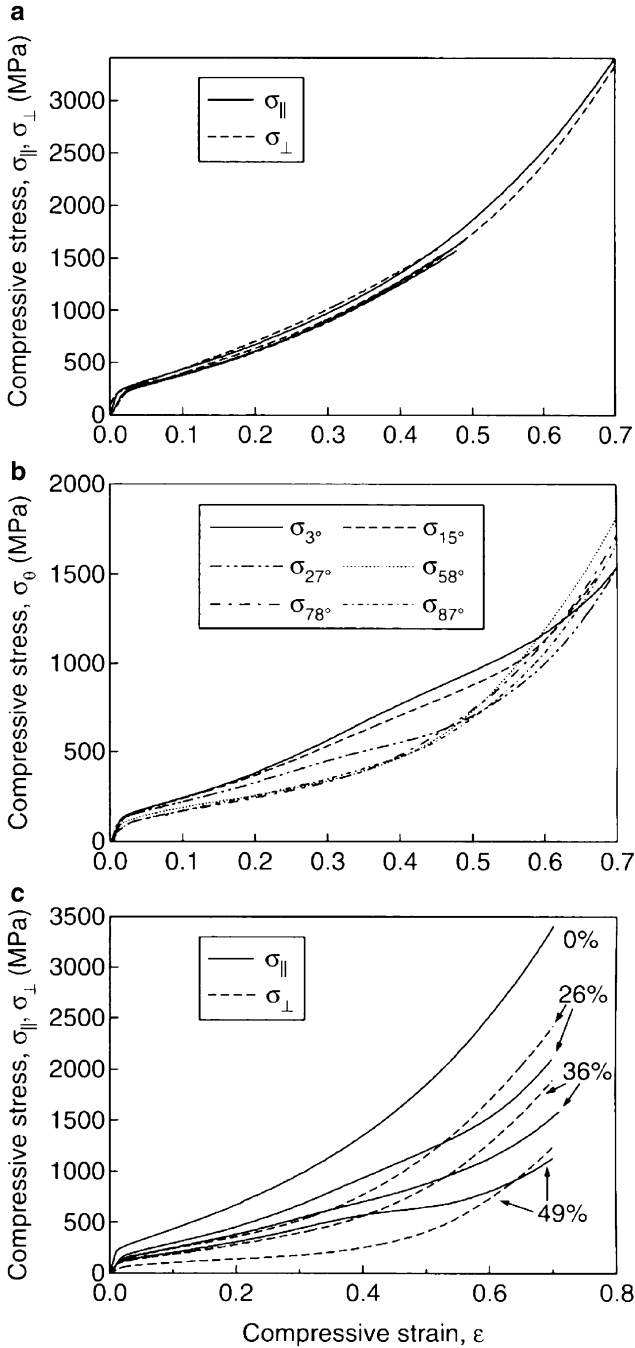 a
Compressive stress, σ∥, σ⊥ (MPa)
3000
2500
2000
1500
1000
500
0
σ∥
σ⊥
0.0 0.1 0.2 0.3 0.4 0.5 0.6 0.7
b
Compressive stress, σθ (MPa)
2000
1500
1000
500
0
σ3° σ15°
σ27° σ58°
σ78° σ87°
0.0 0.1 0.2 0.3 0.4 0.5 0.6 0.7
c
Compressive stress, σ∥, σ⊥ (MPa)
3500
3000
2500
2000
1500
1000
500
0
σ∥
σ⊥
0%
26%
36%
49%
0.0 0.2 0.4 0.6 0.8
Compressive strain, ε